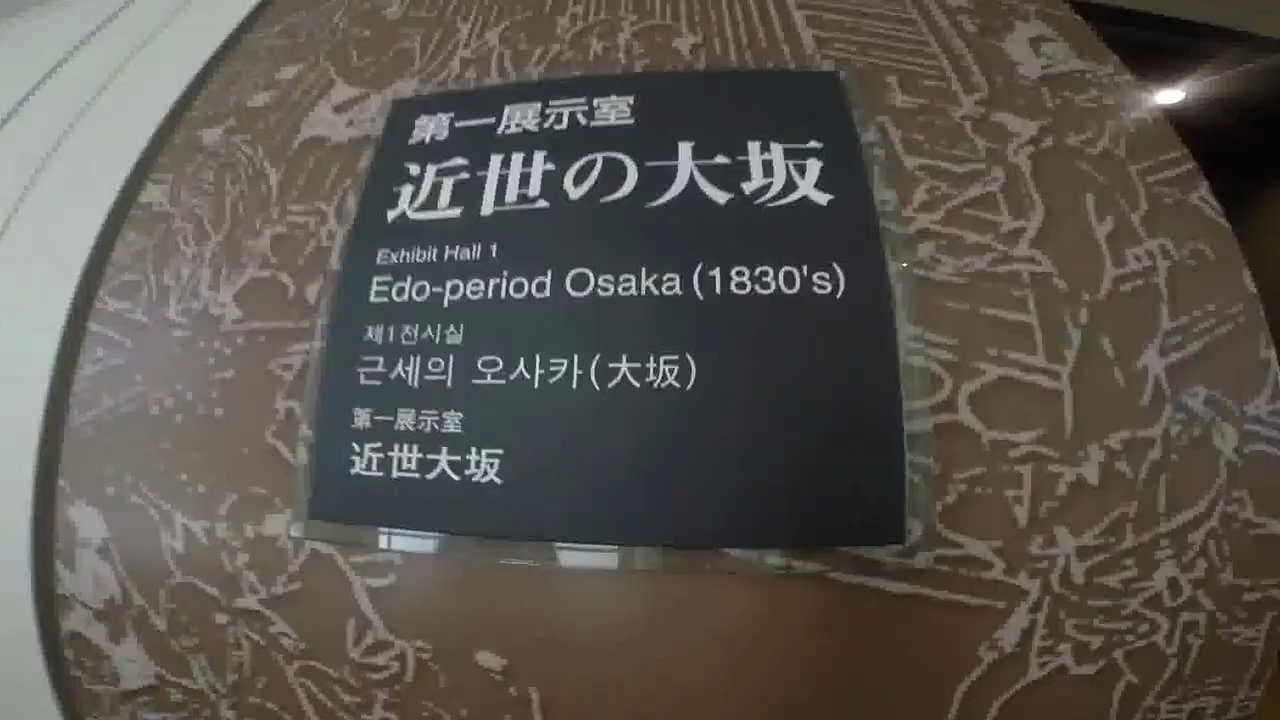 第一展示室
近世の大坂
Exhibit Hall 1
Edo-period Osaka (1830's)
제1전시실
근세의 오사카(大坂)
第一展示室
近世大坂